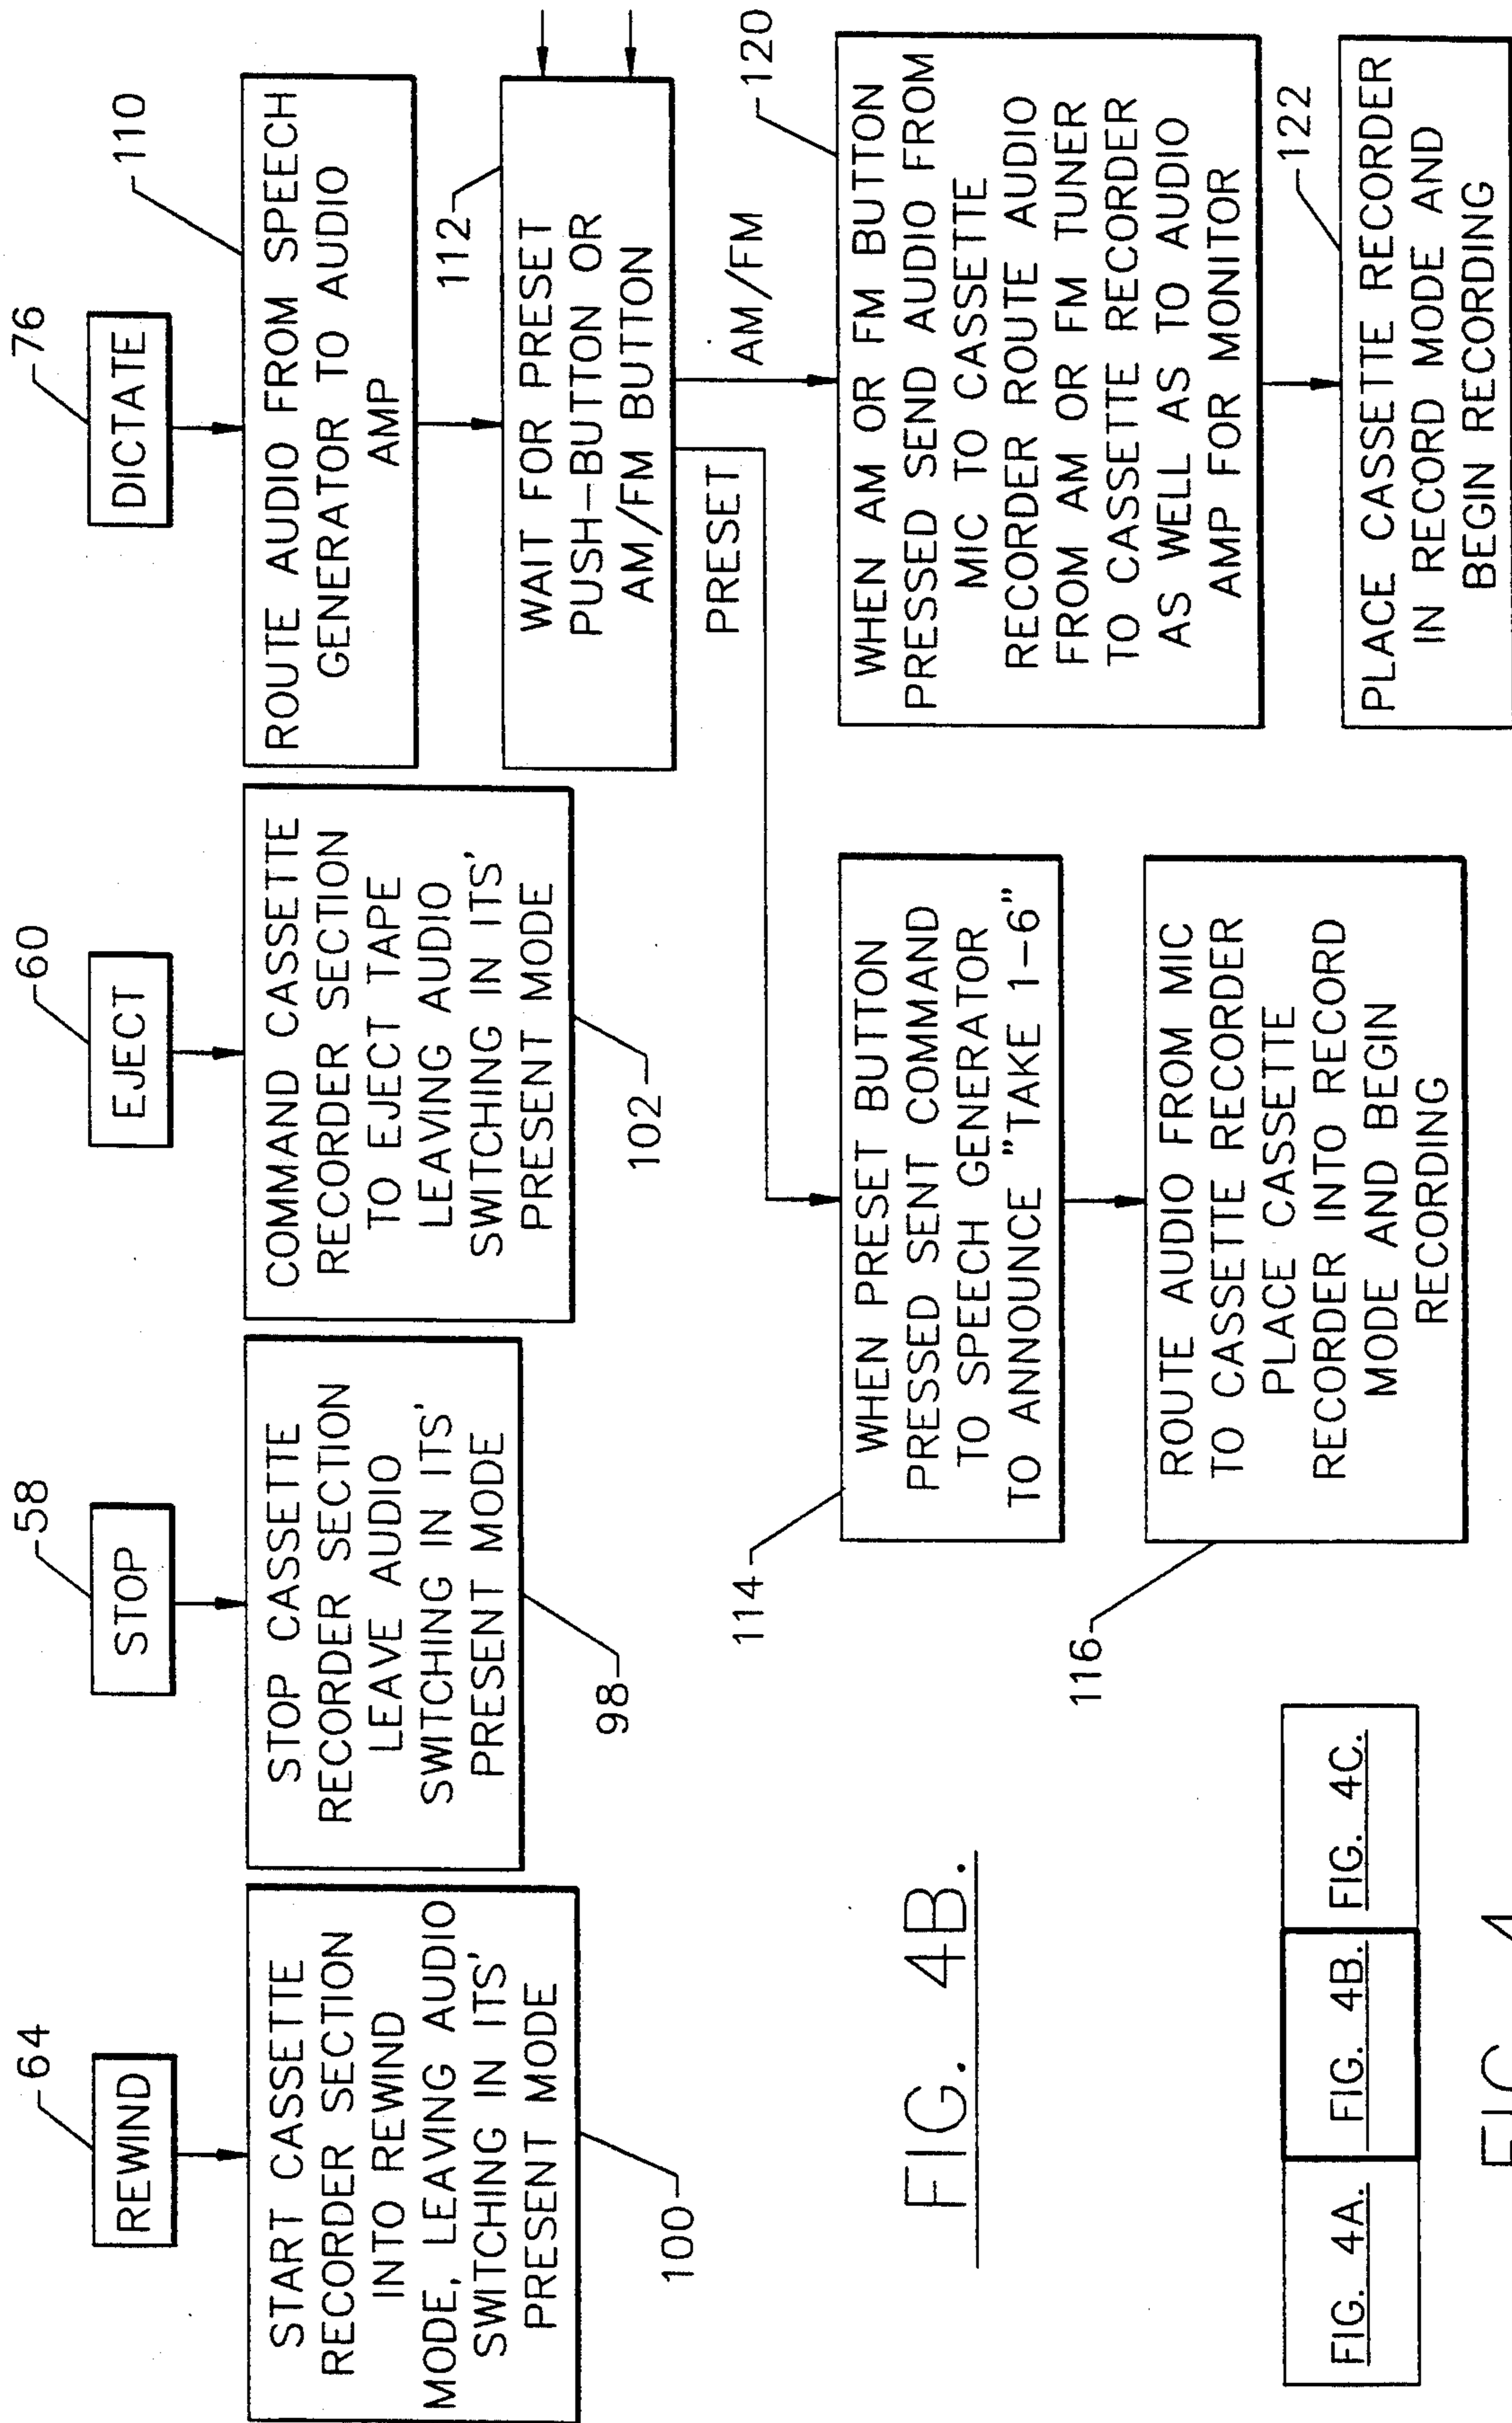 64
REWIND
START CASSETTE
RECORDER SECTION
INTO REWIND
MODE, LEAVING AUDIO
SWITCHING IN ITS'
PRESENT MODE
100
58
STOP
STOP CASSETTE
RECORDER SECTION
LEAVE AUDIO
SWITCHING IN ITS'
PRESENT MODE
98
60
EJECT
COMMAND CASSETTE
RECORDER SECTION
TO EJECT TAPE
LEAVING AUDIO
SWITCHING IN ITS'
PRESENT MODE
102
76
DICTATE
110
ROUTE AUDIO FROM SPEECH
GENERATOR TO AUDIO
AMP
112
WAIT FOR PRESET
PUSH-BUTTON OR
AM/FM BUTTON
PRESET
AM/FM
114
WHEN PRESET BUTTON
PRESSED SENT COMMAND
TO SPEECH GENERATOR
TO ANNOUNCE "TAKE 1-6"
116
ROUTE AUDIO FROM MIC
TO CASSETTE RECORDER
PLACE CASSETTE
RECORDER INTO RECORD
MODE AND BEGIN
RECORDING
120
WHEN AM OR FM BUTTON
PRESSED SEND AUDIO FROM
MIC TO CASSETTE
RECORDER ROUTE AUDIO
FROM AM OR FM TUNER
TO CASSETTE RECORDER
AS WELL AS TO AUDIO
AMP FOR MONITOR
122
PLACE CASSETTE RECORDER
IN RECORD MODE AND
BEGIN RECORDING
FIG. 4B.
FIG. 4A.
FIG. 4B.
FIG. 4C.